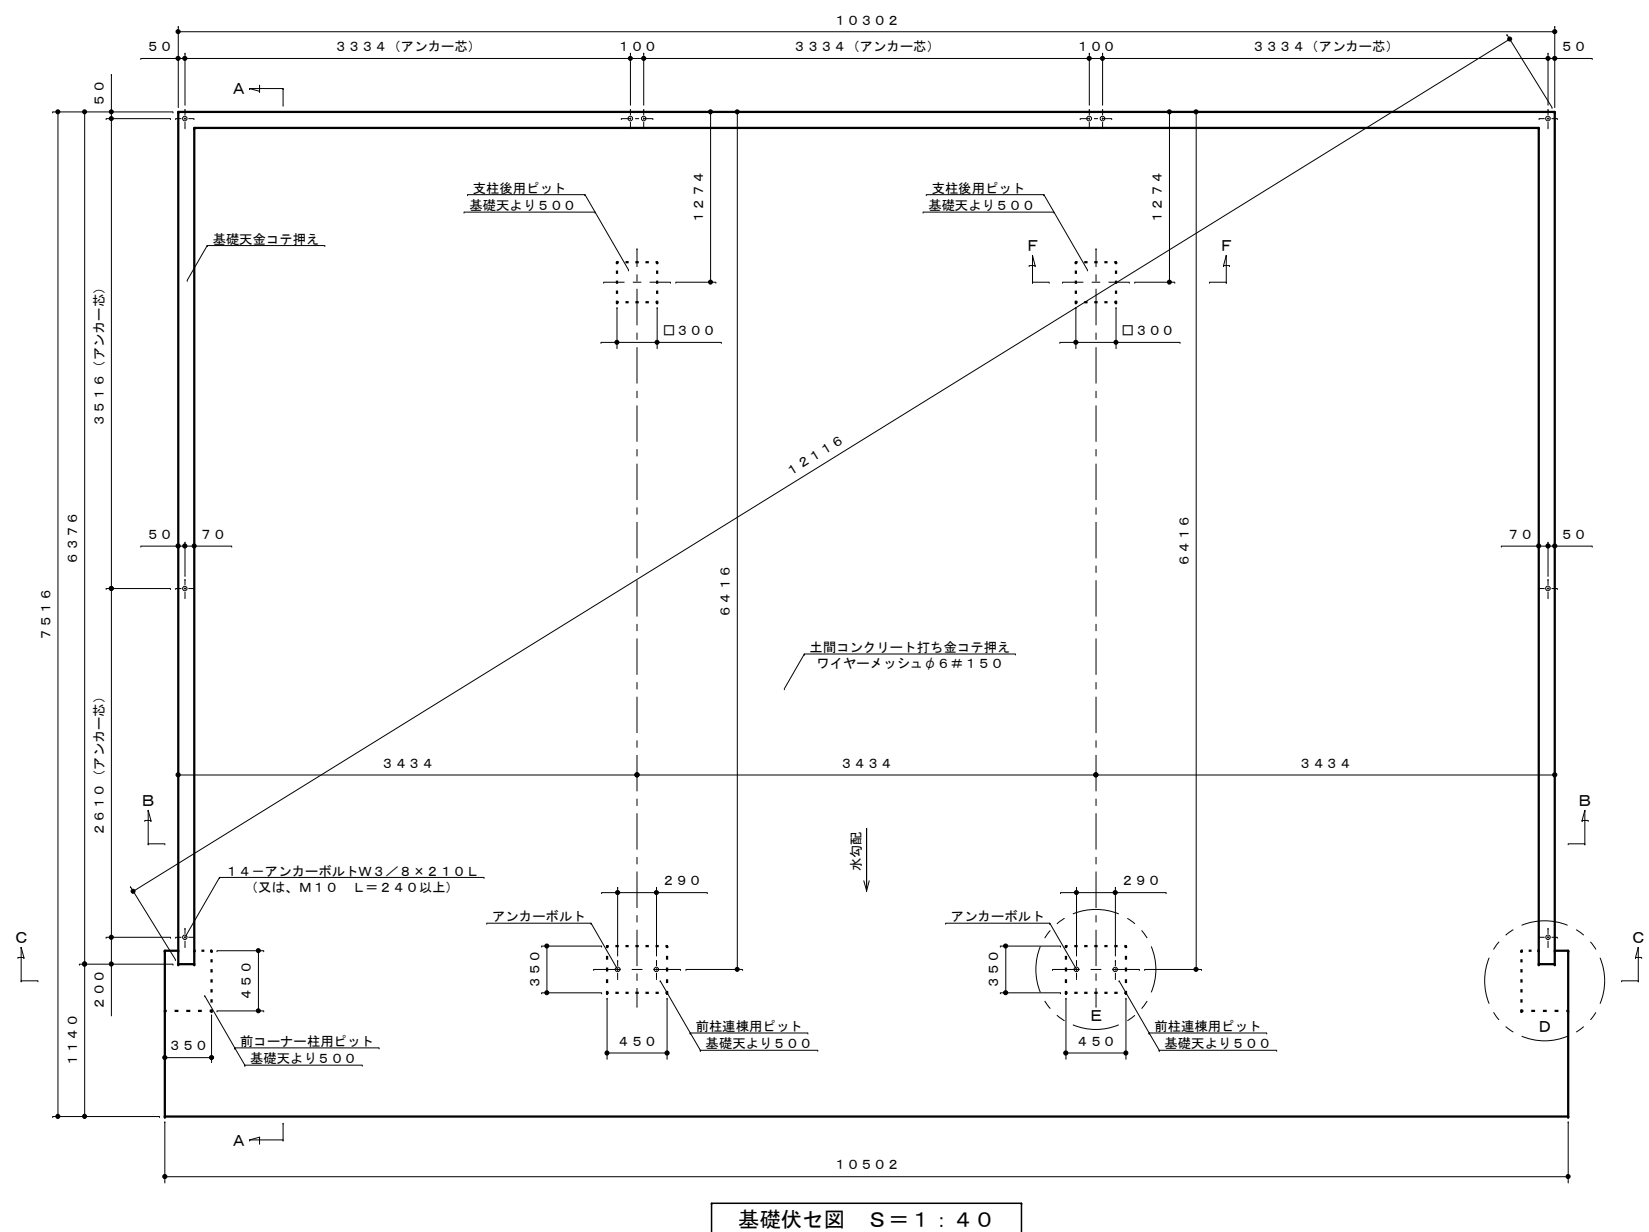 10302
50
3334（アンカー芯）
100
3334（アンカー芯）
100
3334（アンカー芯）
50
50
A
支柱後用ピット
基礎天より500
1274
支柱後用ピット
基礎天より500
1274
基礎天金コテ押え
F
F
□300
□300
3516（アンカー芯）
12116
6376
7516
50
70
6416
6416
70
50
土間コンクリート打ち金コテ押え
ワイヤーメッシュφ6＃150
2610（アンカー芯）
3434
3434
3434
B
B
水勾配
14－アンカーボルトW3／8×210L
（又は、M10　L＝240以上）
290
290
アンカーボルト
アンカーボルト
C
C
200
450
350
350
1140
前コーナー柱用ピット
基礎天より500
350
450
前柱連棟用ピット
基礎天より500
E
450
前柱連棟用ピット
基礎天より500
D
A
10502
基礎伏セ図　S＝1：40